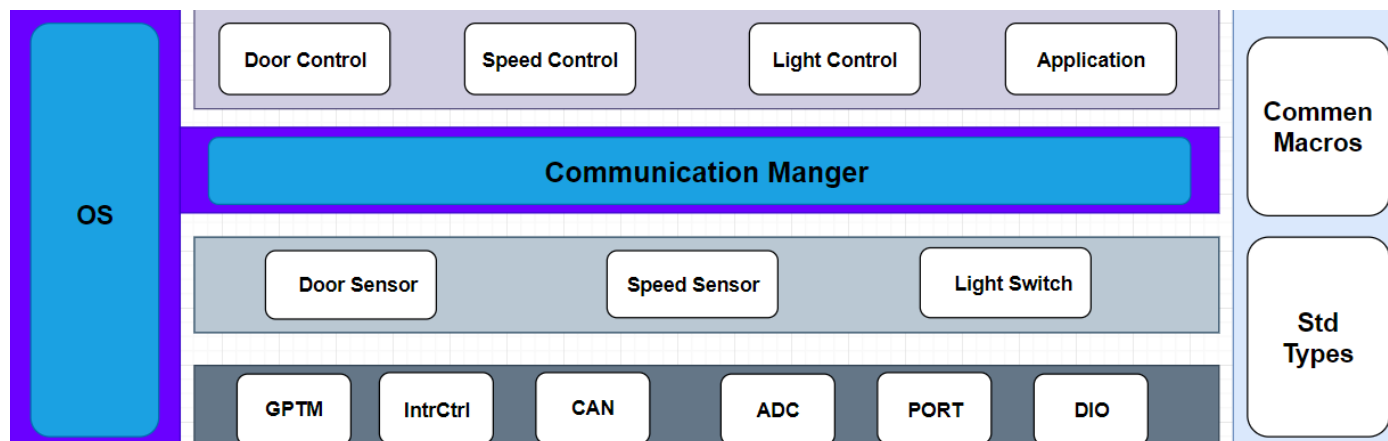 OS
Door Control
Speed Control
Light Control
Application
Communication Manger
Door Sensor
Speed Sensor
Light Switch
GPTM
IntrCtrl
CAN
ADC
PORT
DIO
Commen
Macros
Std
Types